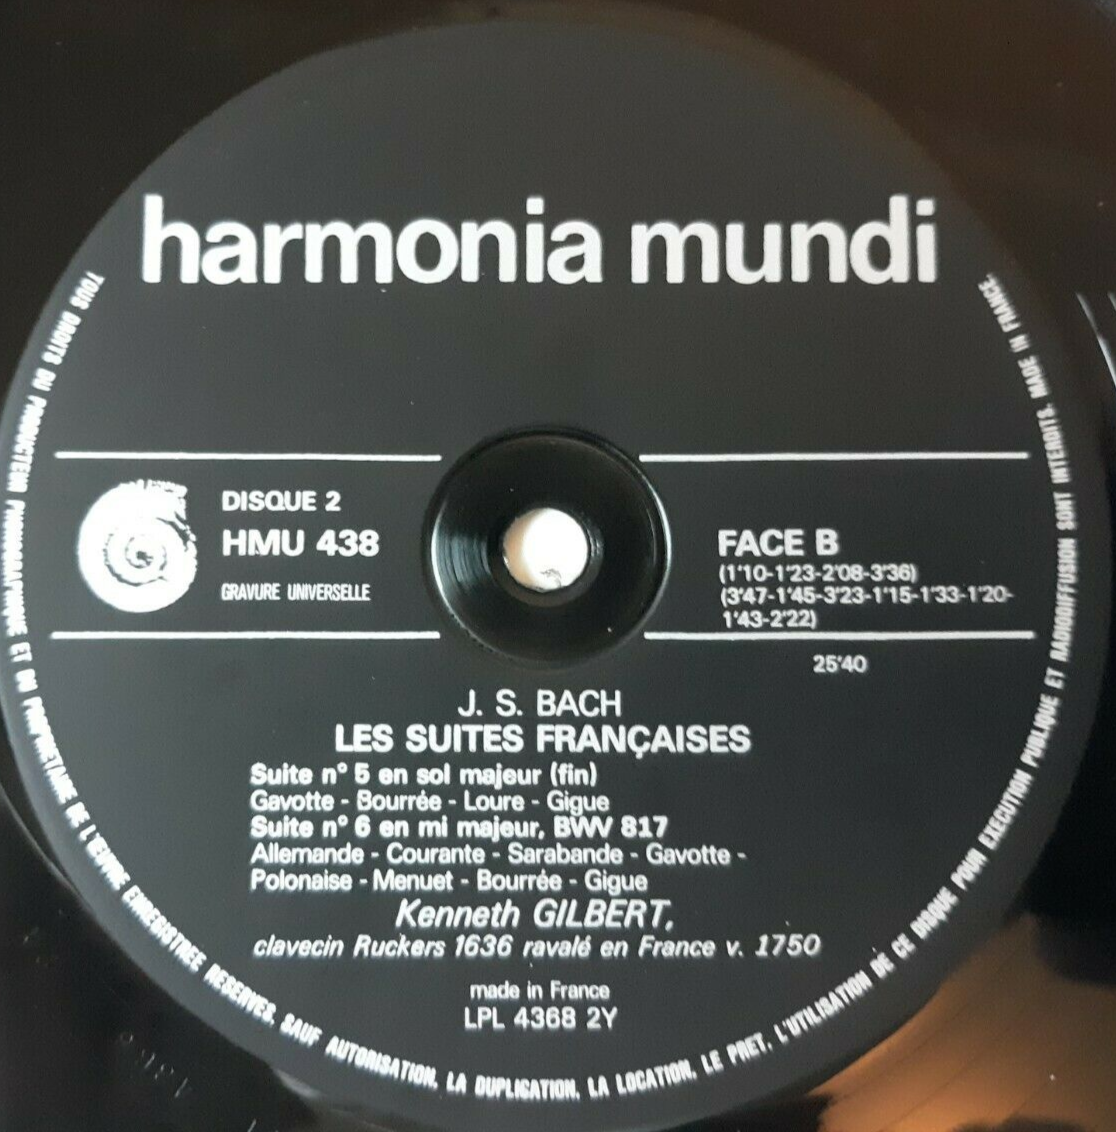 harmonia mundi
DISQUE 2
HMU 438
GRAVURE UNIVERSELLE
FACE B
(1'10-1'23-2'08-3'36)
(3'47-1'45-3'23-1'15-1'33-1'20-
1'43-2'22)
25'40
J. S. BACH
LES SUITES FRANÇAISES
Suite n° 5 en sol majeur (fin)
Gavotte - Bourrée - Loure - Gigue
Suite n° 6 en mi majeur, BWV 817
Allemande - Courante - Sarabande - Gavotte -
Polonaise - Menuet - Bourrée - Gigue
Kenneth GILBERT,
clavecin Ruckers 1636 ravalé en France v. 1750
made in France
LPL 4368 2Y
TOUS DROITS DU PRODUCTEUR PHONOGRAPHIQUE ET DU PROPRIETAIRE DE L'ŒUVRE ENREGISTREE RESERVES. SAUF AUTORISATION, LA DUPLICATION, LA LOCATION, LE PRET, L'UTILISATION DE CE DISQUE POUR EXECUTION PUBLIQUE ET RADIODIFFUSION SONT INTERDITS. MADE IN FRANCE.